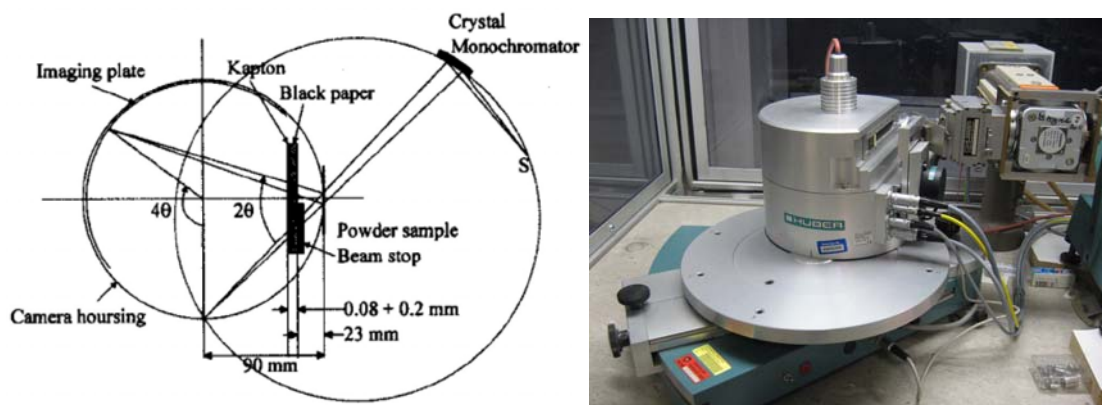 Crystal
Monochromator
Imaging plate
Kapton
Black paper
S
4θ
2θ
Powder sample
Beam stop
Camera hoursing
0.08 + 0.2 mm
23 mm
90 mm
HUBER